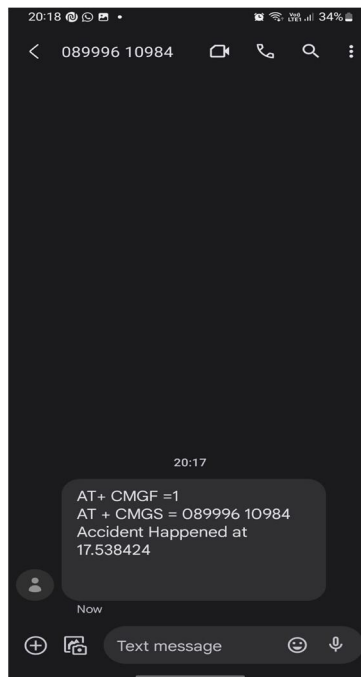 20:18
VoLTE1 34%
089996 10984
20:17
AT+ CMGF =1
AT + CMGS = 089996 10984
Accident Happened at
17.538424
Now
Text message